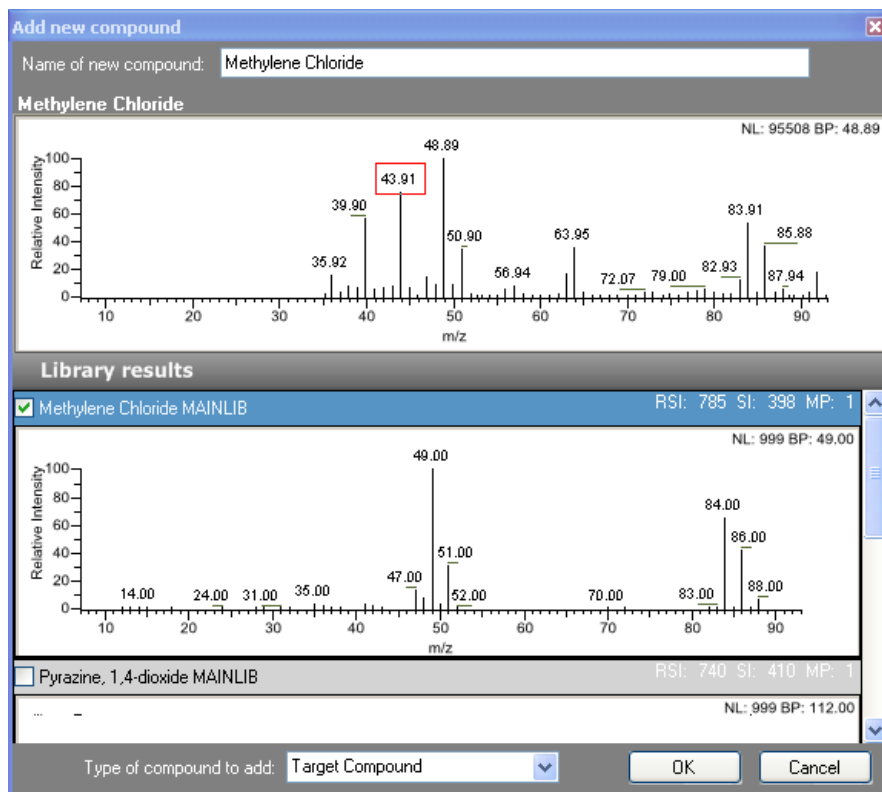 Add new compound
Name of new compound: Methylene Chloride
Methylene Chloride
NL: 95508 BP: 48.89
Relative Intensity
100
80
60
40
20
0
35.92
39.90
43.91
48.89
50.90
56.94
63.95
72.07
79.00
82.93
83.91
85.88
87.94
10 20 30 40 50 60 70 80 90
m/z
Library results
Methylene Chloride MAINLIB RSI: 785 SI: 398 MP: 1
NL: 999 BP: 49.00
Relative Intensity
100
80
60
40
20
0
14.00
24.00
31.00
35.00
47.00
49.00
51.00
52.00
70.00
83.00
84.00
86.00
88.00
10 20 30 40 50 60 70 80 90
m/z
Pyrazine, 1,4-dioxide MAINLIB RSI: 740 SI: 410 MP: 1
NL: 999 BP: 112.00
Type of compound to add: Target Compound OK Cancel